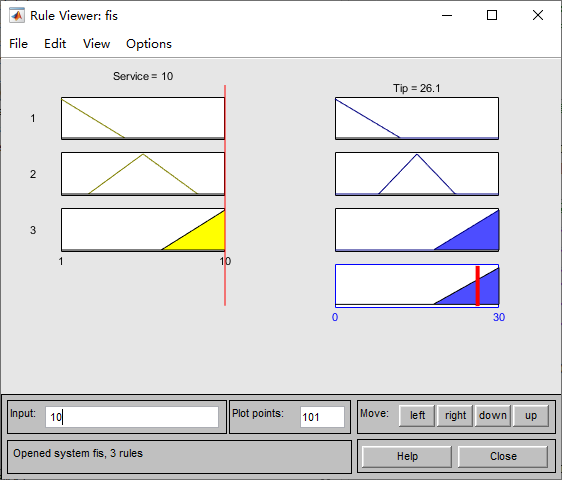 Rule Viewer: fis
File Edit View Options
Service = 10
Tip = 26.1
1
2
3
1 10
0 30
Input: 10 Plot points: 101 Move: left right down up
Opened system fis, 3 rules Help Close